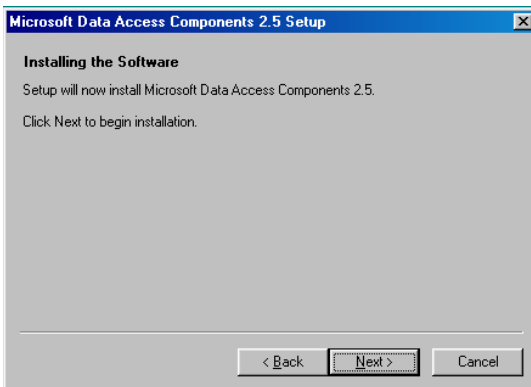 Microsoft Data Access Components 2.5 Setup
Installing the Software
Setup will now install Microsoft Data Access Components 2.5.
Click Next to begin installation.
< Back
Next >
Cancel